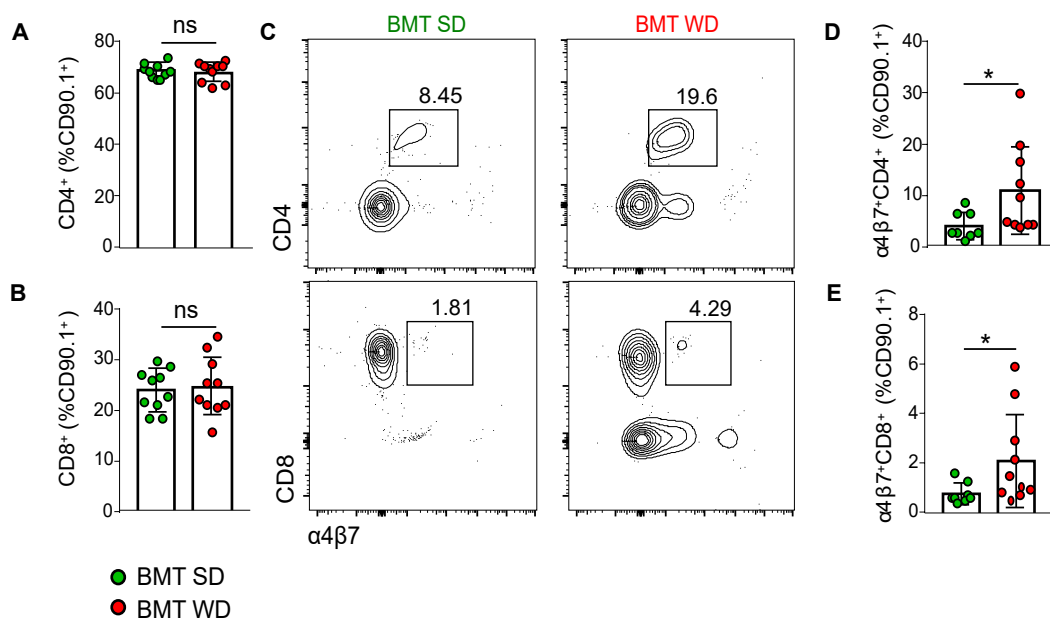 A
CD4⁺ (%CD90.1⁺)
80
60
40
20
0
ns
B
CD8⁺ (%CD90.1⁺)
40
30
20
10
0
ns
C
BMT SD
BMT WD
8.45
19.6
CD4
1.81
4.29
CD8
α4β7
D
α4β7⁺CD4⁺ (%CD90.1⁺)
40
30
20
10
0
*
E
α4β7⁺CD8⁺ (%CD90.1⁺)
8
6
4
2
0
*
BMT SD
BMT WD